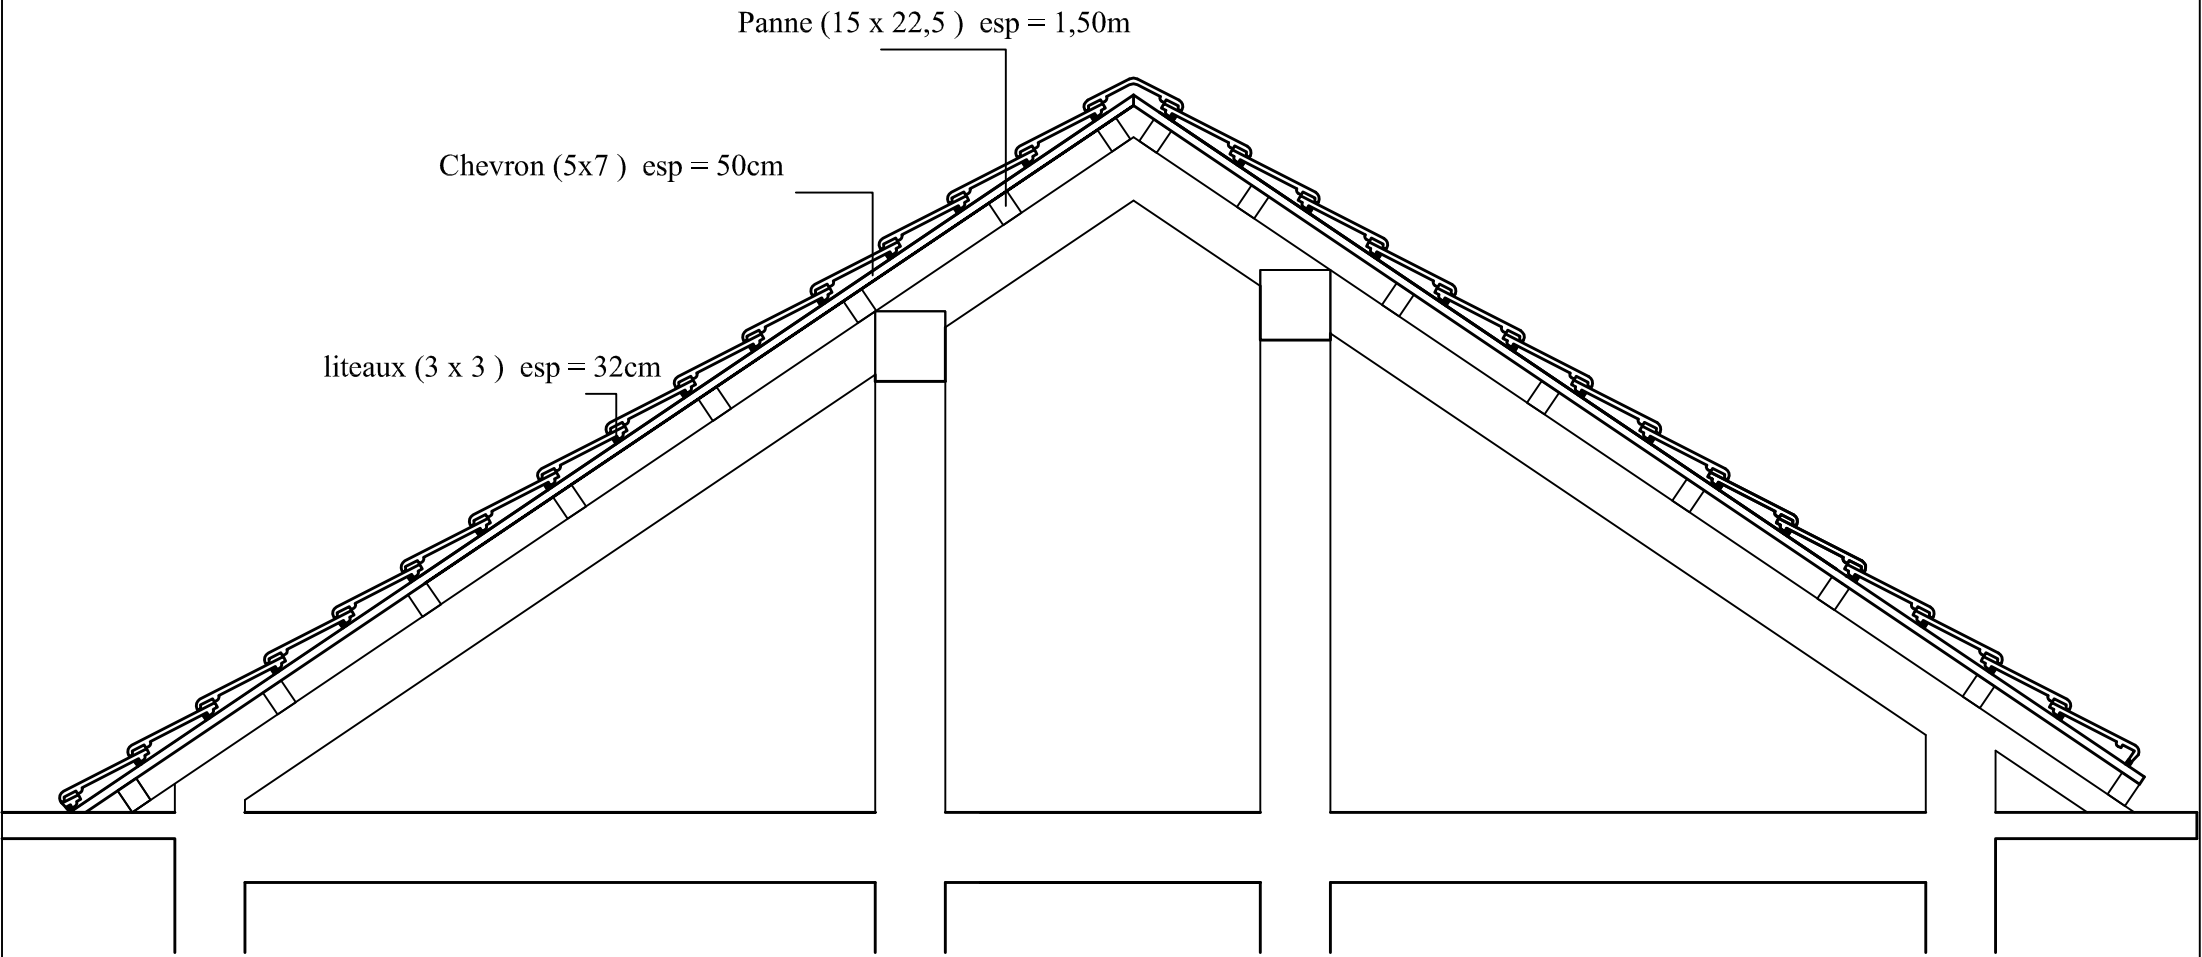 Panne (15 x 22,5 )  esp = 1,50m
Chevron (5x7 )  esp = 50cm
liteaux (3 x 3 )  esp = 32cm